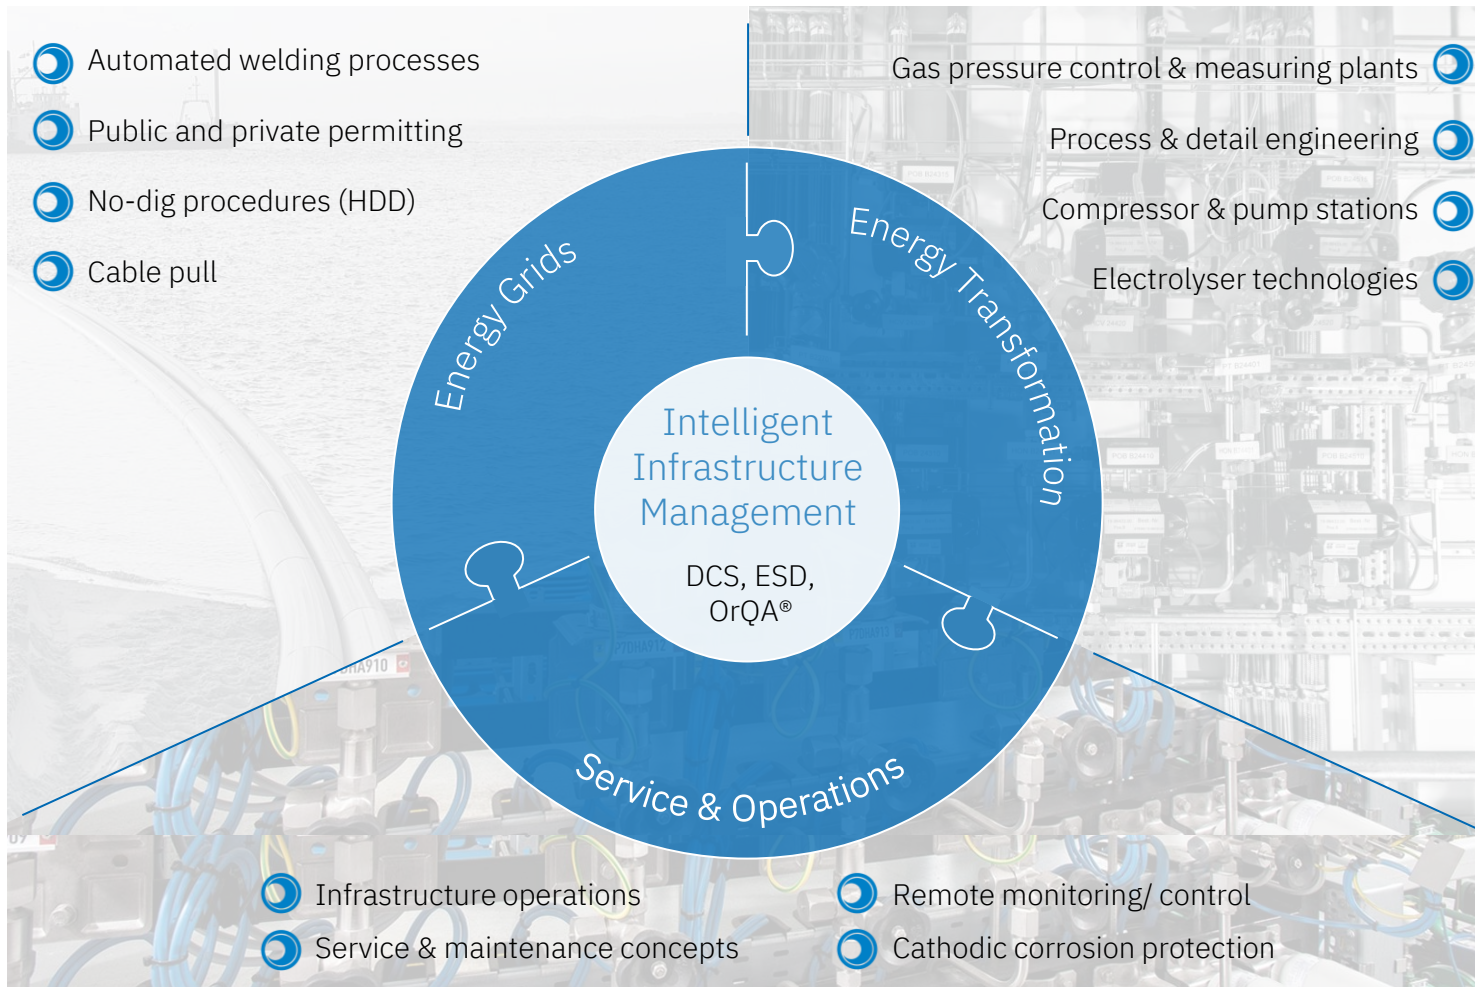 Automated welding processes
Public and private permitting
No-dig procedures (HDD)
Cable pull
Gas pressure control & measuring plants
Process & detail engineering
Compressor & pump stations
Electrolyser technologies
Energy Grids
Energy Transformation
Intelligent
Infrastructure
Management
DCS, ESD,
OrQA®
Service & Operations
Infrastructure operations
Service & maintenance concepts
Remote monitoring/ control
Cathodic corrosion protection